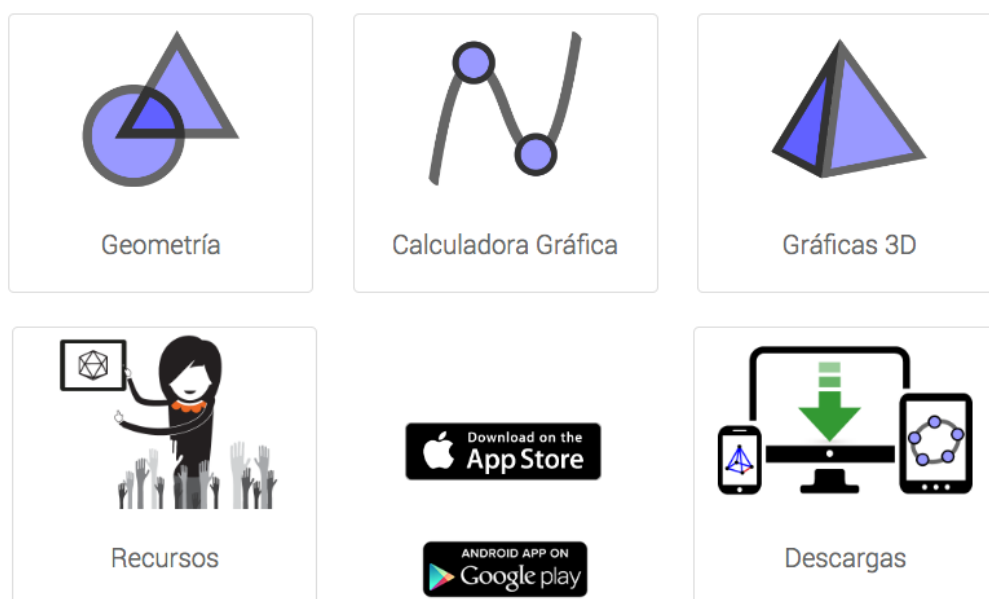 Geometría
Calculadora Gráfica
Gráficas 3D
Download on the
App Store
ANDROID APP ON
Google play
Recursos
Descargas